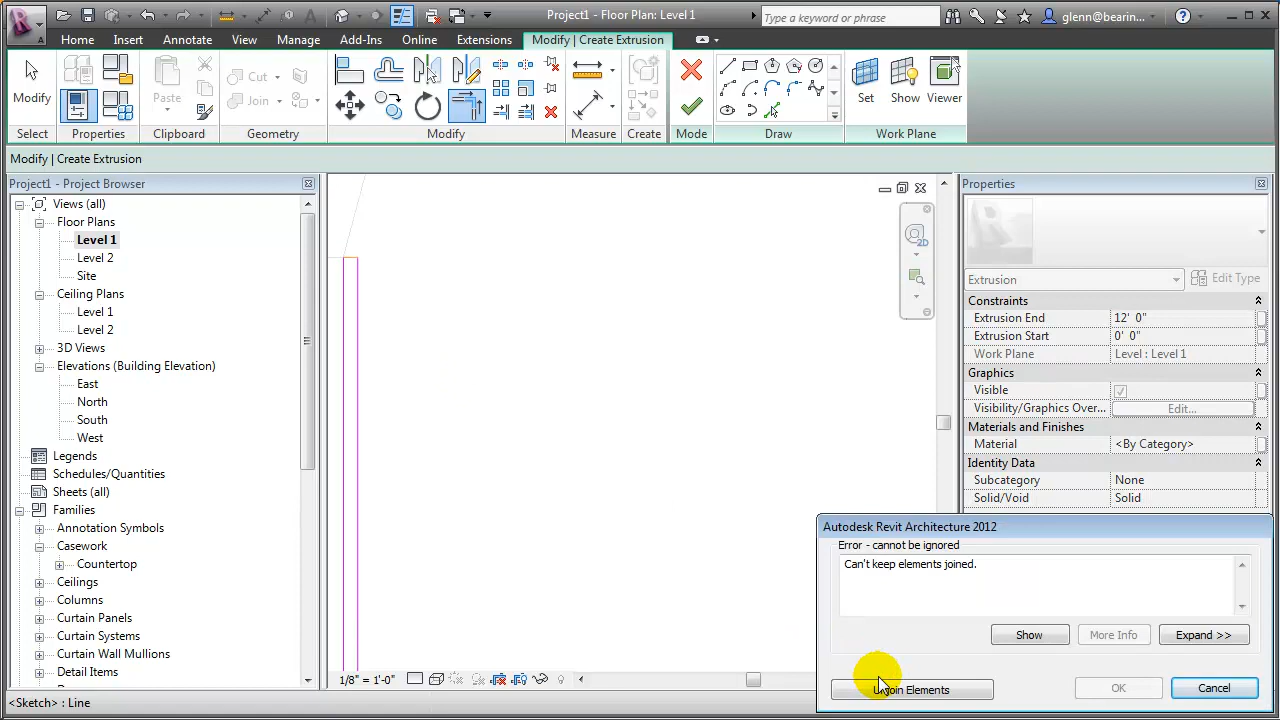 Project1 - Floor Plan: Level 1
Type a keyword or phrase
glenn@bearin...
Home Insert Annotate View Manage Add-Ins Online Extensions Modify | Create Extrusion
Modify
Paste
Cut
Join
Set Show Viewer
Select Properties Clipboard Geometry Modify Measure Create Mode Draw Work Plane
Modify | Create Extrusion
Project1 - Project Browser
Views (all)
Floor Plans
Level 1
Level 2
Site
Ceiling Plans
Level 1
Level 2
3D Views
Elevations (Building Elevation)
East
North
South
West
Legends
Schedules/Quantities
Sheets (all)
Families
Annotation Symbols
Casework
Countertop
Ceilings
Columns
Curtain Panels
Curtain Systems
Curtain Wall Mullions
Detail Items
2D
1/8" = 1'-0"
Properties
Extrusion
Edit Type
Constraints
Extrusion End 12' 0"
Extrusion Start 0' 0"
Work Plane Level : Level 1
Graphics
Visible
Visibility/Graphics Over... Edit...
Materials and Finishes
Material <By Category>
Identity Data
Subcategory None
Solid/Void Solid
Autodesk Revit Architecture 2012
Error - cannot be ignored
Can't keep elements joined.
Show More Info Expand >>
Elements OK Cancel
<Sketch> : Line